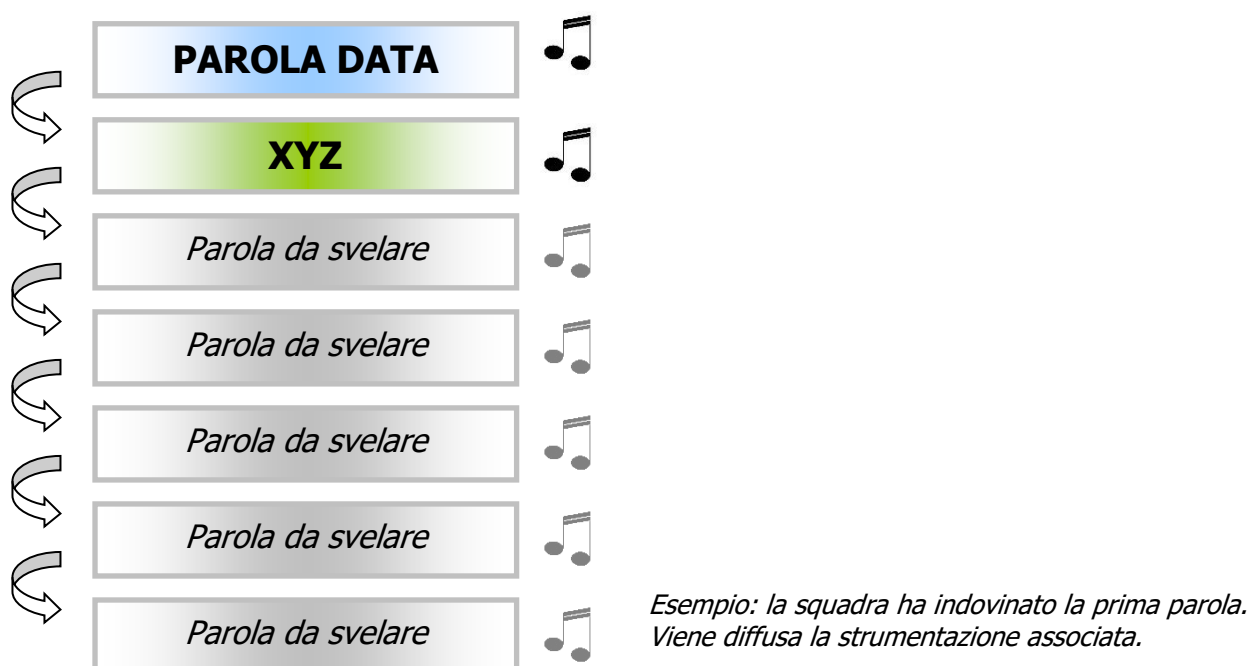 PAROLA DATA
XYZ
Parola da svelare
Parola da svelare
Parola da svelare
Parola da svelare
Parola da svelare
Esempio: la squadra ha indovinato la prima parola.
Viene diffusa la strumentazione associata.